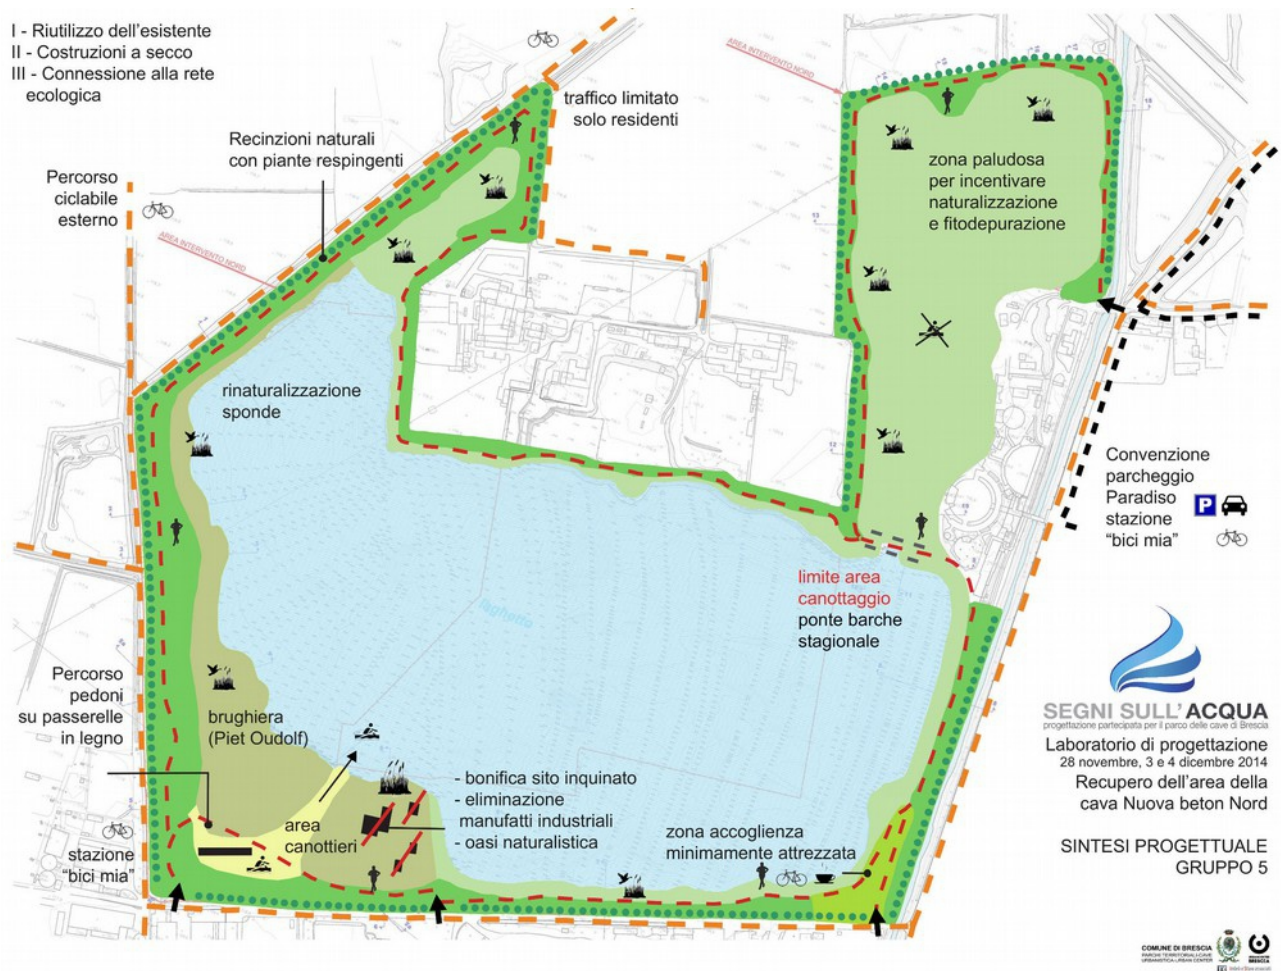 I - Riutilizzo dell'esistente
II - Costruzioni a secco
III - Connessione alla rete
ecologica
Recinzioni naturali
con piante respingenti
Percorso
ciclabile
esterno
AREA INTERVENTO NORD
traffico limitato
solo residenti
AREA INTERVENTO NORD
zona paludosa
per incentivare
naturalizzazione
e fitodepurazione
rinaturalizzazione
sponde
laghetto
Convenzione
parcheggio
Paradiso
stazione
"bici mia"
P
limite area
canottaggio
ponte barche
stagionale
Percorso
pedoni
su passerelle
in legno
brughiera
(Piet Oudolf)
area
canottieri
- bonifica sito inquinato
- eliminazione
manufatti industriali
- oasi naturalistica
zona accoglienza
minimamente attrezzata
stazione
"bici mia"
SEGNI SULL'ACQUA
progettazione partecipata per il parco delle cave di Brescia
Laboratorio di progettazione
28 novembre, 3 e 4 dicembre 2014
Recupero dell'area della
cava Nuova beton Nord
SINTESI PROGETTUALE
GRUPPO 5
COMUNE DI BRESCIA